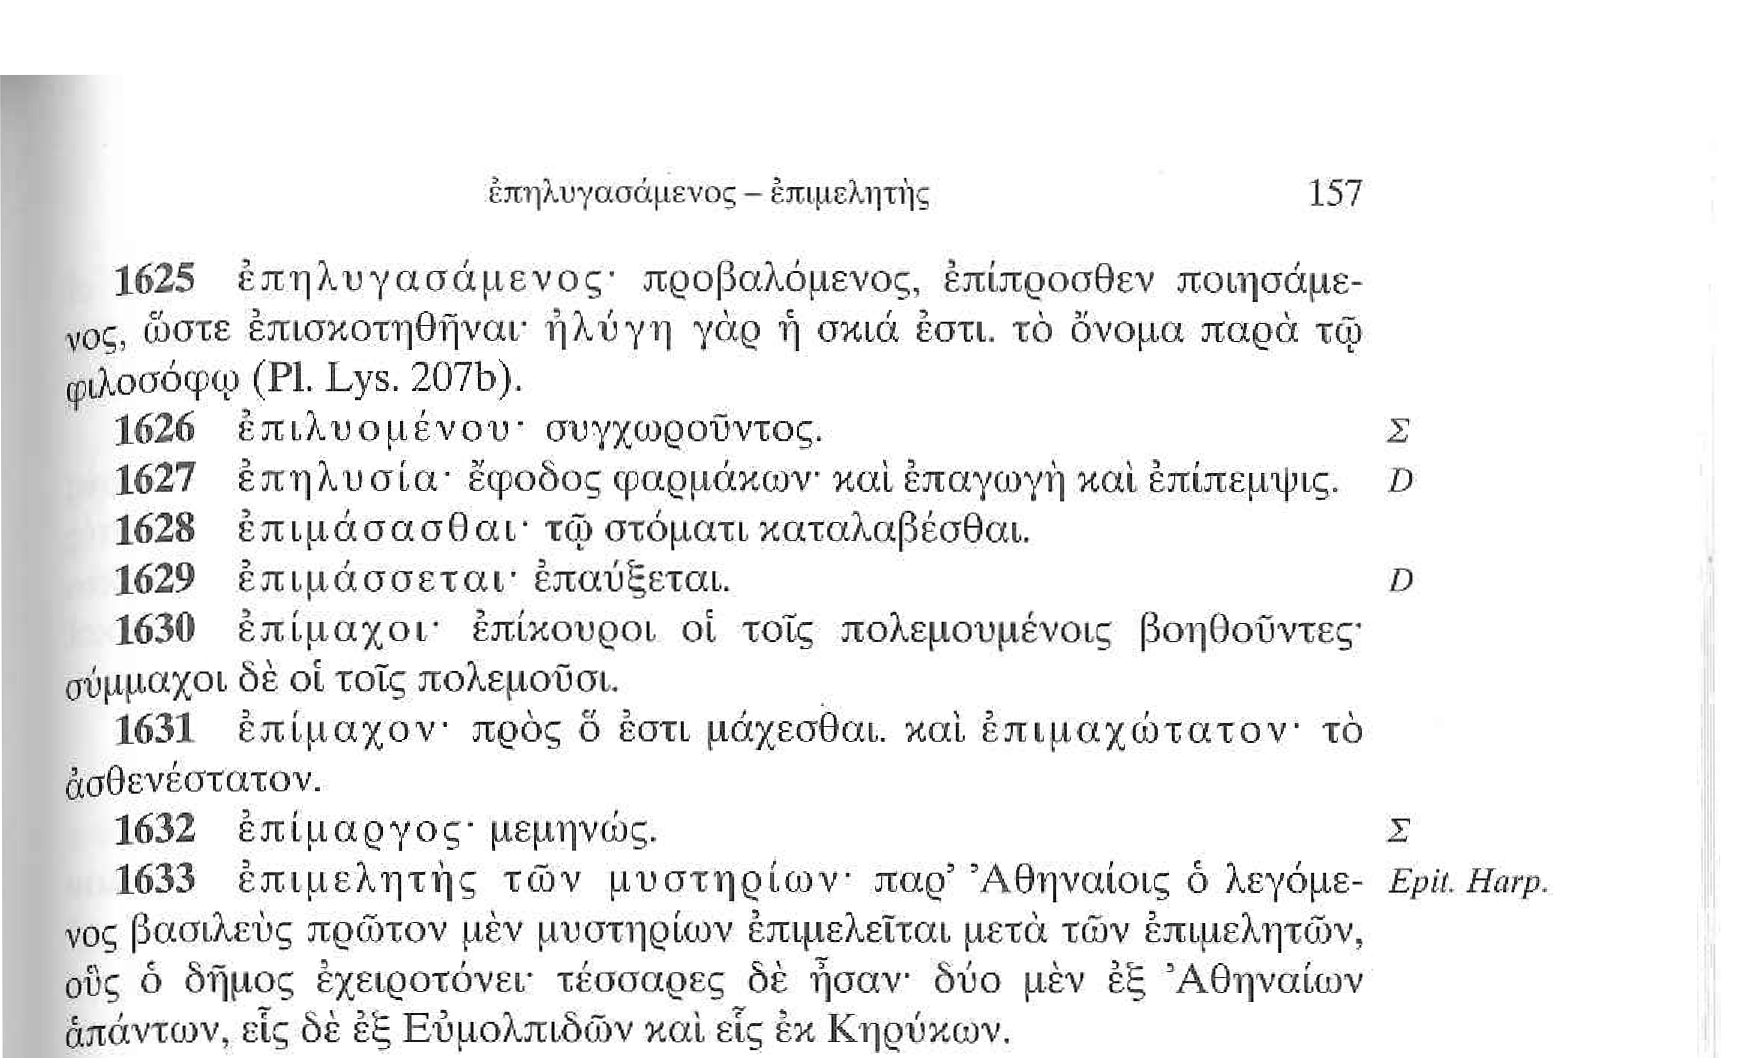 ἐπηλυγασάμενος – ἐπιμελητὴς 157
1625 ἐπηλυγασάμενος· προβαλόμενος, ἐπίπροσθεν ποιησάμε-
νος, ὥστε ἐπισκοτηθῆναι· ἠλύγη γὰρ ἡ σκιά ἐστι. τὸ ὄνομα παρὰ τῷ
φιλοσόφῳ (Pl. Lys. 207b).
1626 ἐπιλυομένου· συγχωροῦντος. Σ
1627 ἐπηλυσία· ἔφοδος φαρμάκων· καὶ ἐπαγωγὴ καὶ ἐπίπεμψις. D
1628 ἐπιμάσασθαι· τῷ στόματι καταλαβέσθαι.
1629 ἐπιμάσσεται· ἐπαύξεται. D
1630 ἐπίμαχοι· ἐπίκουροι οἱ τοῖς πολεμουμένοις βοηθοῦντες·
σύμμαχοι δὲ οἱ τοῖς πολεμοῦσι.
1631 ἐπίμαχον· πρὸς ὅ ἐστι μάχεσθαι. καὶ ἐπιμαχώτατον· τὸ
ἀσθενέστατον.
1632 ἐπίμαργος· μεμηνώς. Σ
1633 ἐπιμελητὴς τῶν μυστηρίων· παρ’ Ἀθηναίοις ὁ λεγόμε- Epit. Harp.
νος βασιλεὺς πρῶτον μὲν μυστηρίων ἐπιμελεῖται μετὰ τῶν ἐπιμελητῶν,
οὓς ὁ δῆμος ἐχειροτόνει· τέσσαρες δὲ ἦσαν· δύο μὲν ἐξ Ἀθηναίων
ἁπάντων, εἷς δὲ ἐξ Εὐμολπιδῶν καὶ εἷς ἐκ Κηρύκων.